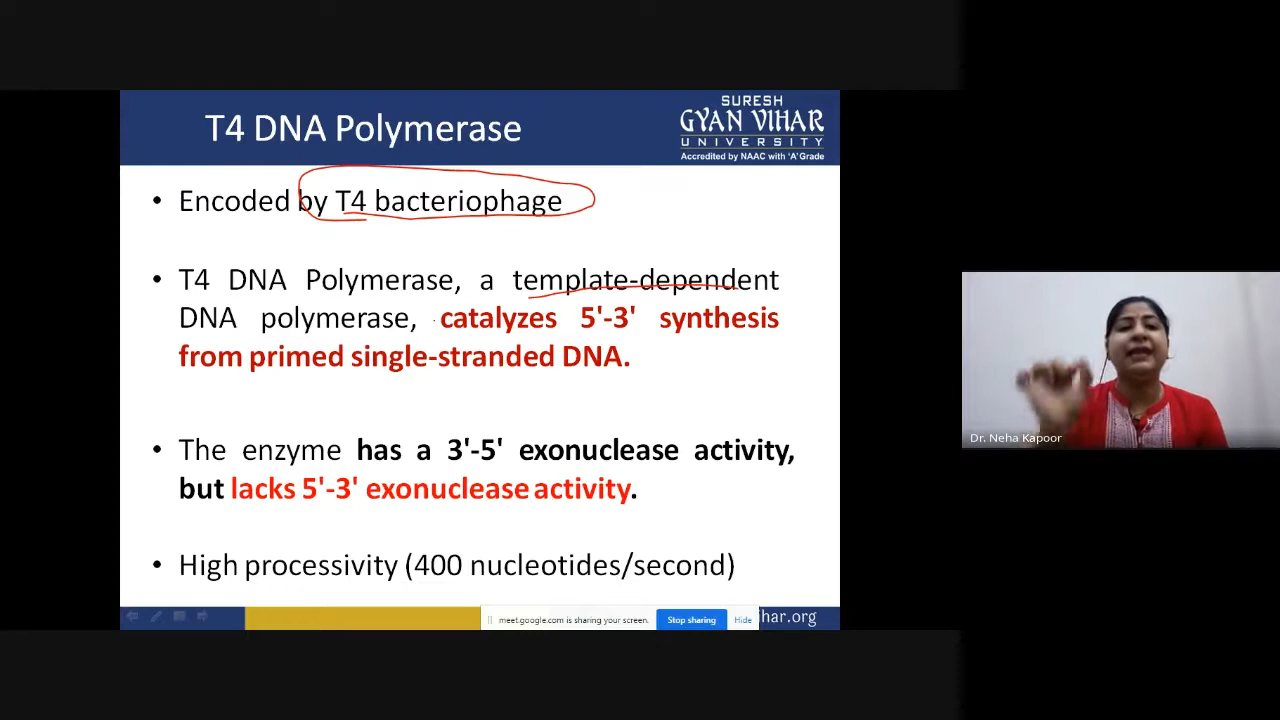 T4 DNA Polymerase
SURESH
GYAN VIHAR
UNIVERSITY
Accredited by NAAC with 'A' Grade
• Encoded by T4 bacteriophage
• T4 DNA Polymerase, a template-dependent
DNA polymerase, catalyzes 5'-3' synthesis
from primed single-stranded DNA.
• The enzyme has a 3'-5' exonuclease activity,
but lacks 5'-3' exonuclease activity.
• High processivity (400 nucleotides/second)
meet.google.com is sharing your screen. Stop sharing Hide
ihar.org
Dr. Neha Kapoor